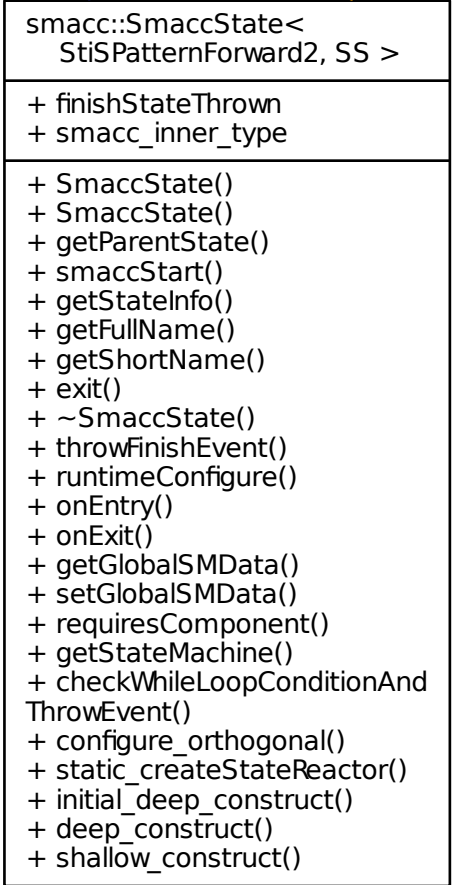 smacc::SmaccState<
StiSPatternForward2, SS >
+ finishStateThrown
+ smacc_inner_type
+ SmaccState()
+ SmaccState()
+ getParentState()
+ smaccStart()
+ getStateInfo()
+ getFullName()
+ getShortName()
+ exit()
+ ~SmaccState()
+ throwFinishEvent()
+ runtimeConfigure()
+ onEntry()
+ onExit()
+ getGlobalSMData()
+ setGlobalSMData()
+ requiresComponent()
+ getStateMachine()
+ checkWhileLoopConditionAnd
ThrowEvent()
+ configure_orthogonal()
+ static_createStateReactor()
+ initial_deep_construct()
+ deep_construct()
+ shallow_construct()